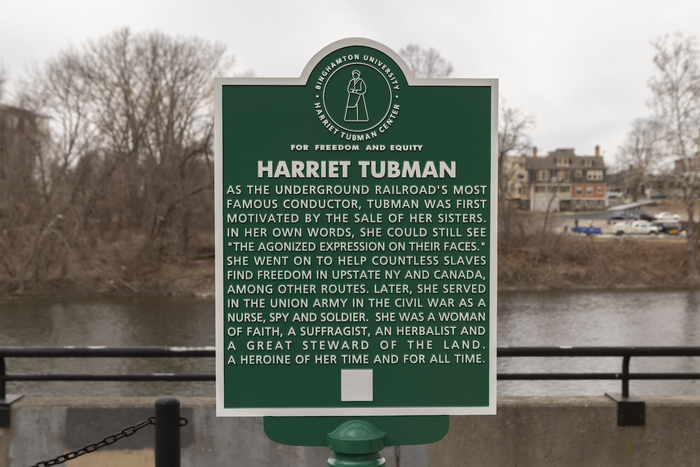 BINGHAMTON UNIVERSITY
HARRIET TUBMAN CENTER
FOR FREEDOM AND EQUITY
HARRIET TUBMAN
AS THE UNDERGROUND RAILROAD'S MOST
FAMOUS CONDUCTOR, TUBMAN WAS FIRST
MOTIVATED BY THE SALE OF HER SISTERS.
IN HER OWN WORDS, SHE COULD STILL SEE
"THE AGONIZED EXPRESSION ON THEIR FACES."
SHE WENT ON TO HELP COUNTLESS SLAVES
FIND FREEDOM IN UPSTATE NY AND CANADA,
AMONG OTHER ROUTES. LATER, SHE SERVED
IN THE UNION ARMY IN THE CIVIL WAR AS A
NURSE, SPY AND SOLDIER. SHE WAS A WOMAN
OF FAITH, A SUFFRAGIST, AN HERBALIST AND
A GREAT STEWARD OF THE LAND.
A HEROINE OF HER TIME AND FOR ALL TIME.